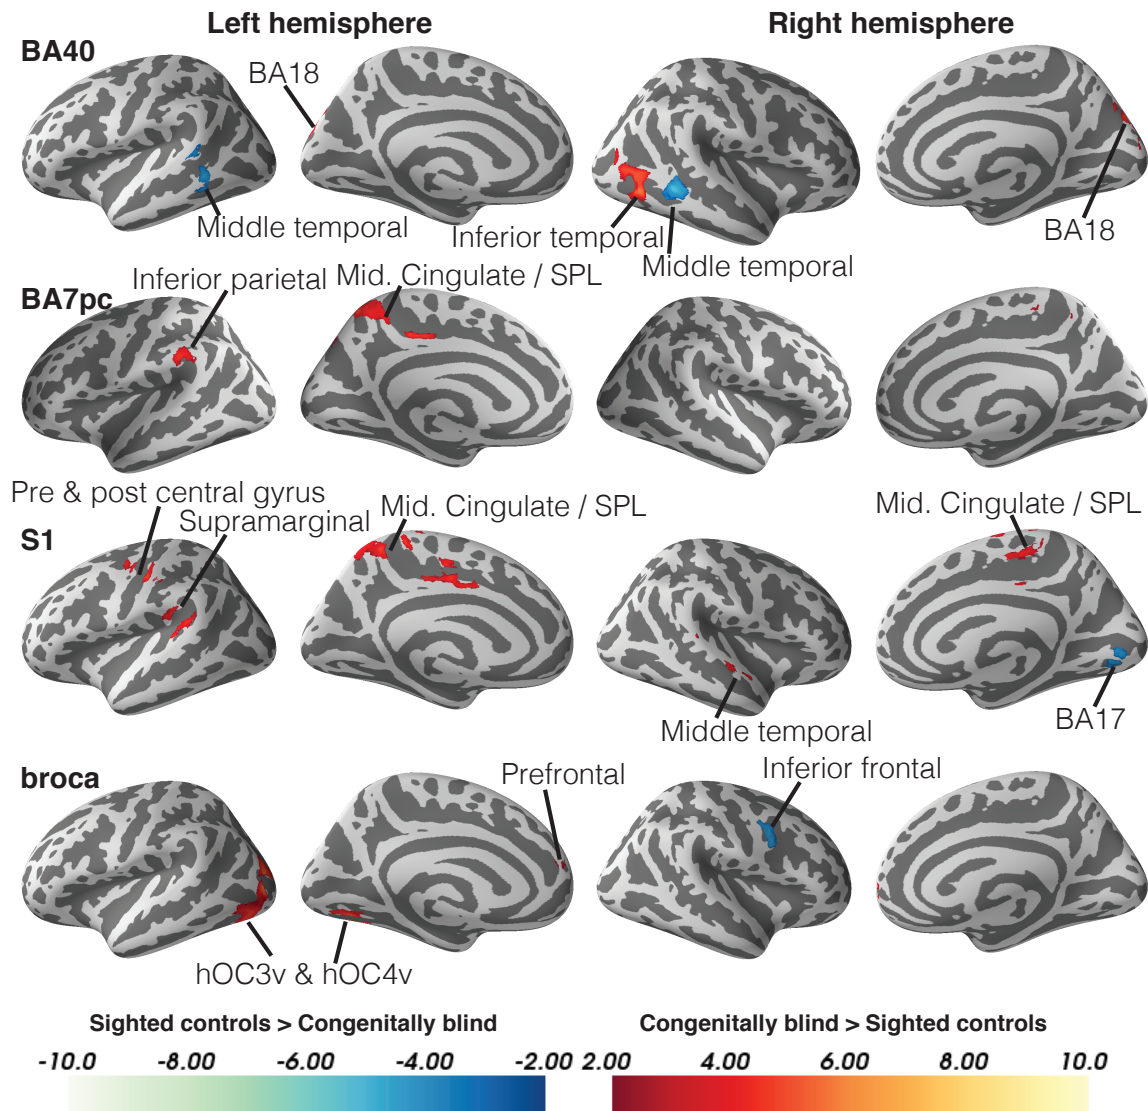 Left hemisphere
Right hemisphere
BA40
BA18
Middle temporal
Inferior temporal
Middle temporal
BA18
BA7pc
Inferior parietal
Mid. Cingulate / SPL
Pre & post central gyrus
Supramarginal
S1
Mid. Cingulate / SPL
Mid. Cingulate / SPL
Middle temporal
BA17
broca
Prefrontal
Inferior frontal
hOC3v & hOC4v
Sighted controls > Congenitally blind
Congenitally blind > Sighted controls
-10.0 -8.00 -6.00 -4.00 -2.00
2.00 4.00 6.00 8.00 10.0